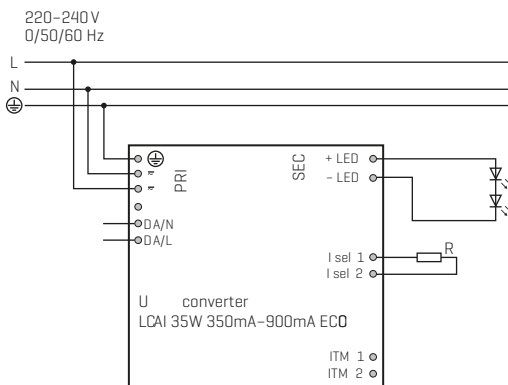 220–240 V
0/50/60 Hz
L
N
PRI
SEC
+ LED
– LED
DA/N
DA/L
I sel 1
I sel 2
R
U converter
LCAI 35W 350mA–900mA ECO
ITM 1
ITM 2